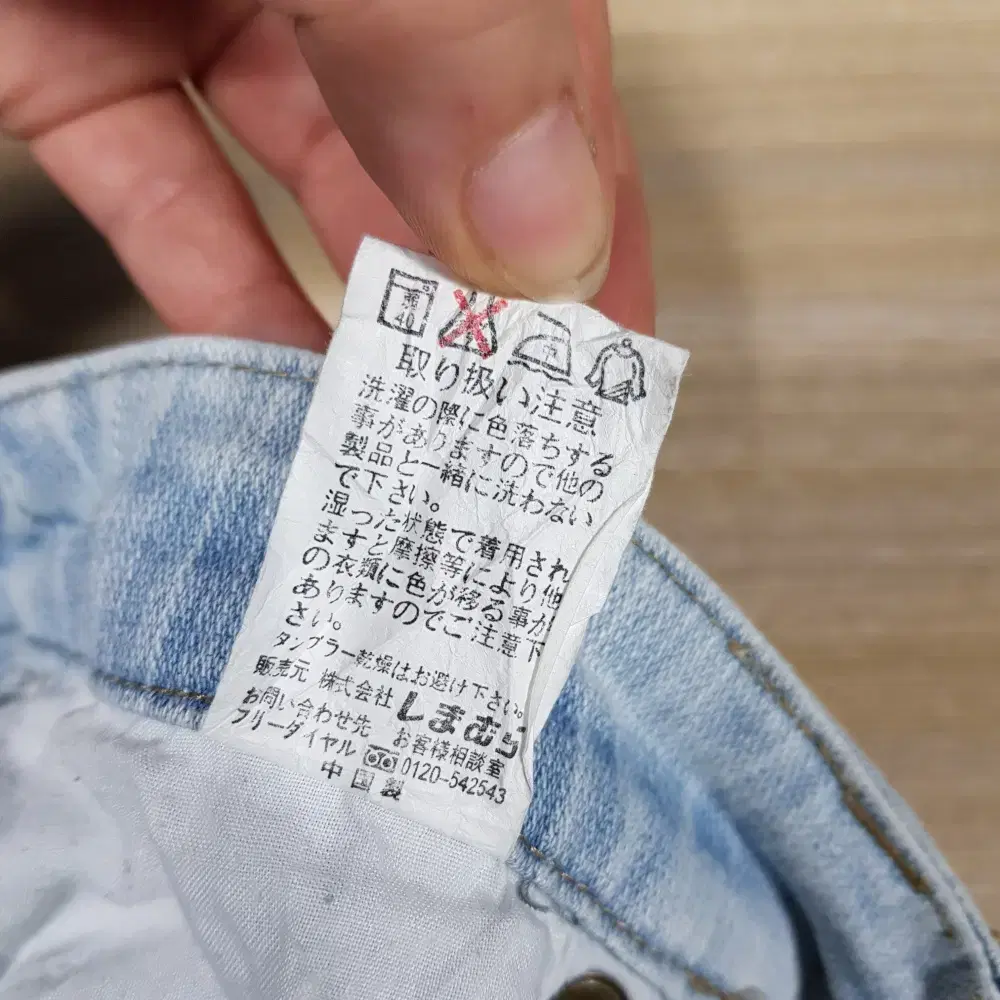 弱
40
中
取り扱い注意
洗濯の際に色落ちする
事がありますので他の
製品と一緒に洗わない
で下さい。
湿った状態で着用され
ますと摩擦等により他
の衣類に色が移る事が
ありますのでご注意下
さい。
タンブラー乾燥はお避け下さい。
販売元 株式会社 しまむら
お問い合わせ先 お客様相談室
フリーダイヤル 0120-542543
中国製